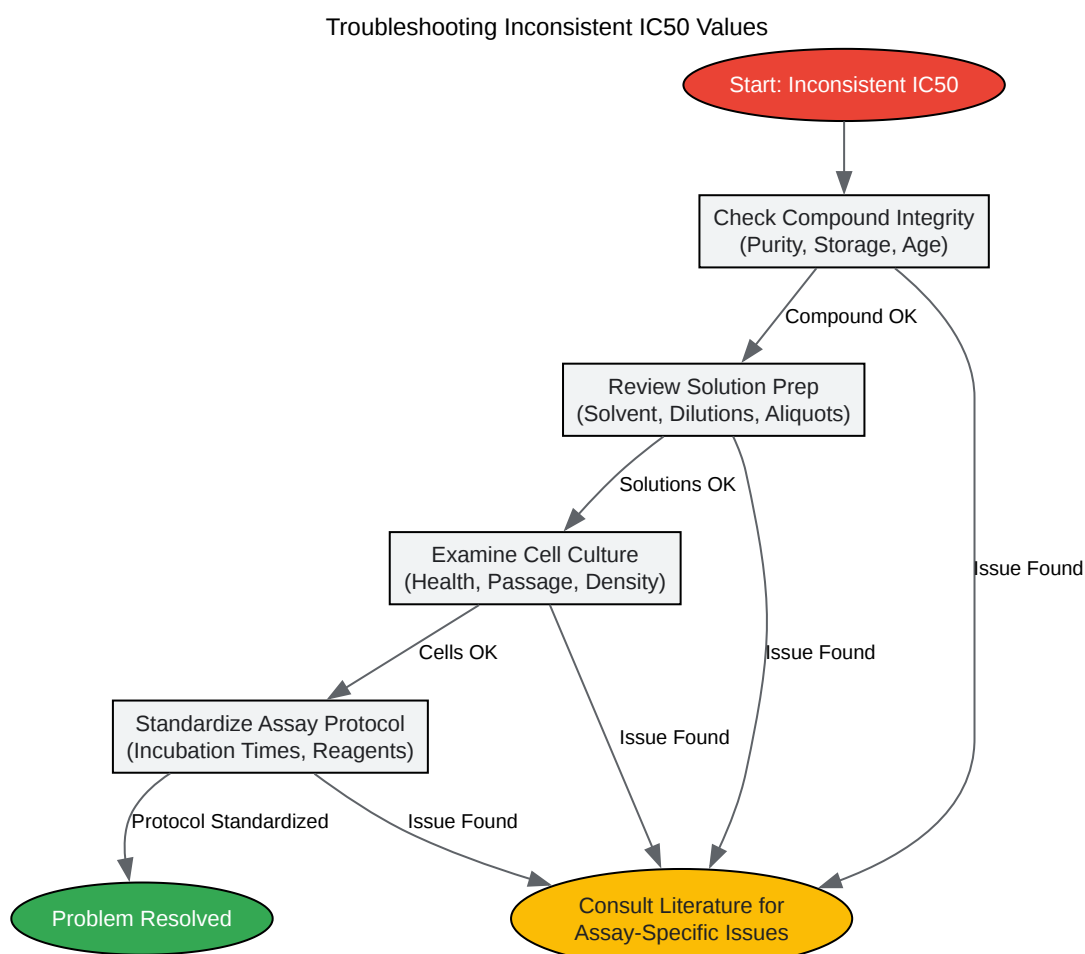 Troubleshooting Inconsistent IC50 Values
Start: Inconsistent IC50
Check Compound Integrity
(Purity, Storage, Age)
Compound OK
Review Solution Prep
(Solvent, Dilutions, Aliquots)
Solutions OK
Examine Cell Culture
(Health, Passage, Density)
Issue Found
Cells OK
Issue Found
Standardize Assay Protocol
(Incubation Times, Reagents)
Issue Found
Protocol Standardized
Issue Found
Problem Resolved
Consult Literature for
Assay-Specific Issues